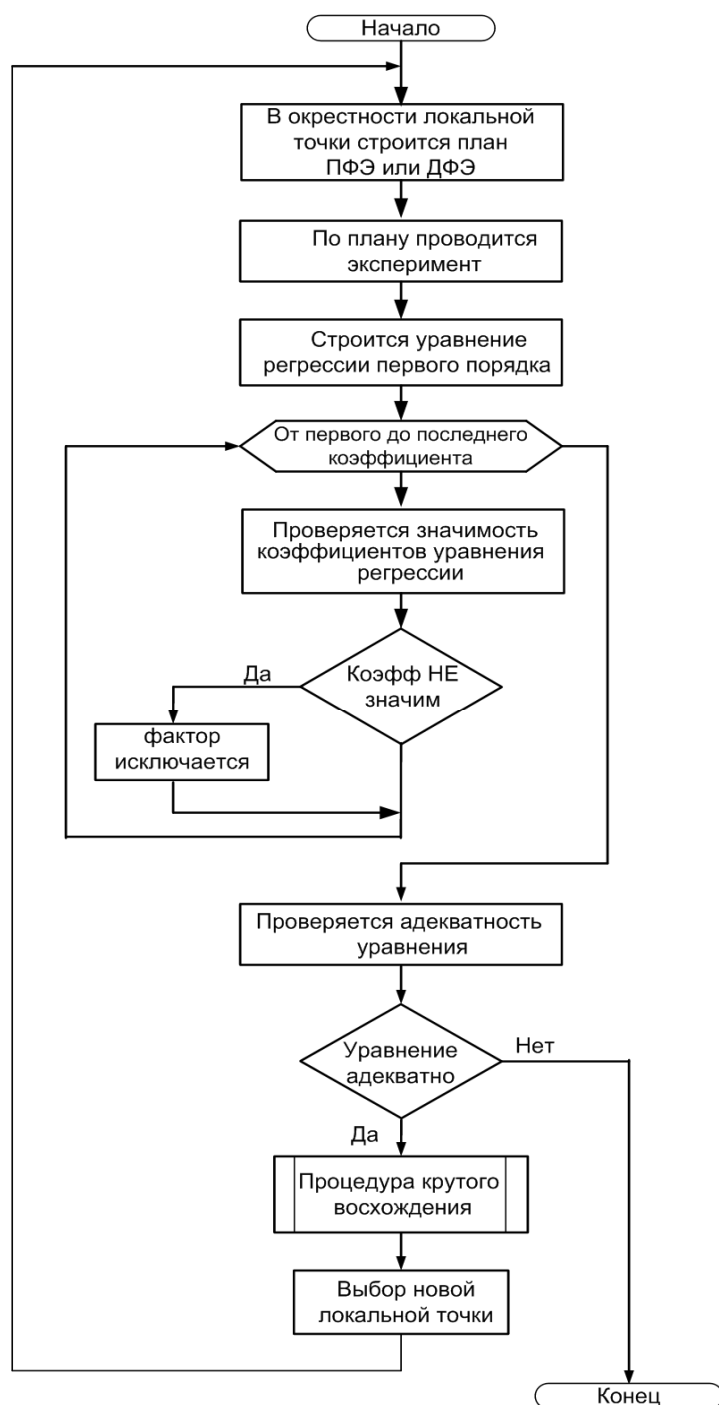 Начало
В окрестности локальной
точки строится план
ПФЭ или ДФЭ
По плану проводится
эксперимент
Строится уравнение
регрессии первого порядка
От первого до последнего
коэффициента
Проверяется значимость
коэффициентов уравнения
регрессии
Да
Коэфф НЕ
значим
фактор
исключается
Проверяется адекватность
уравнения
Уравнение
адекватно
Нет
Да
Процедура крутого
восхождения
Выбор новой
локальной точки
Конец